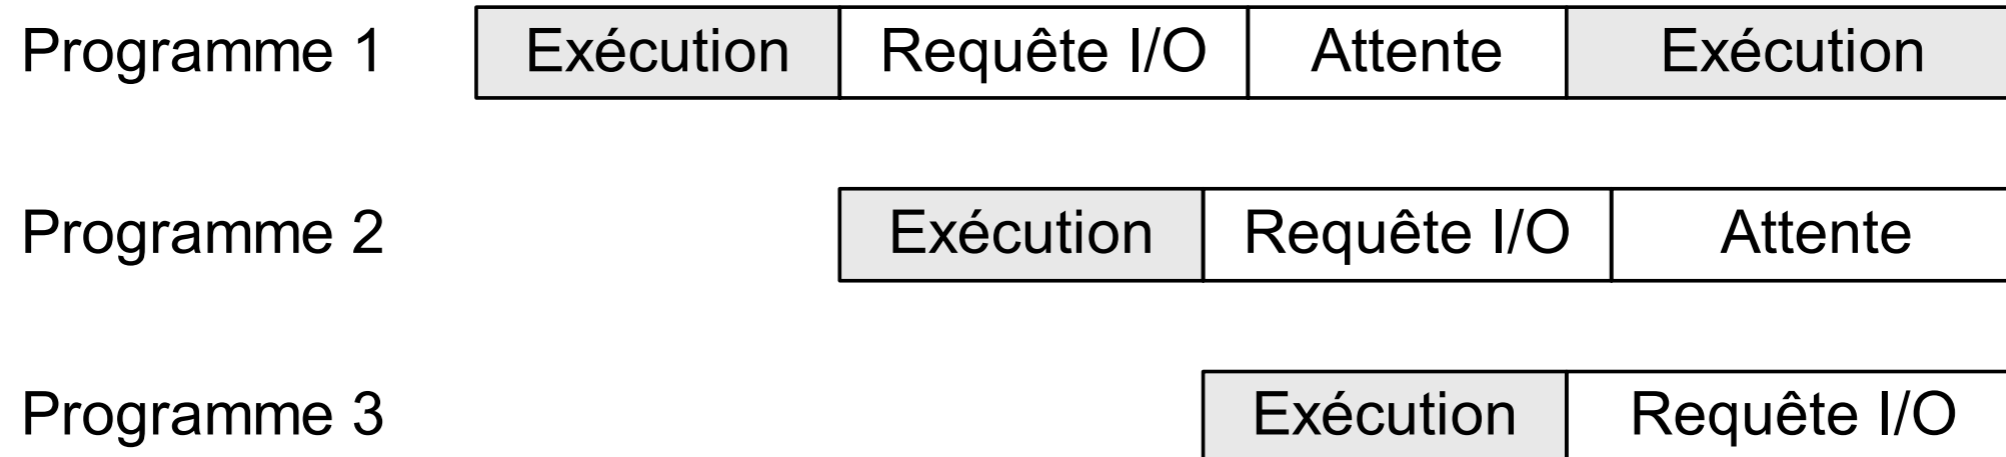 Programme 1 Exécution Requête I/O Attente Exécution
Programme 2 Exécution Requête I/O Attente
Programme 3 Exécution Requête I/O